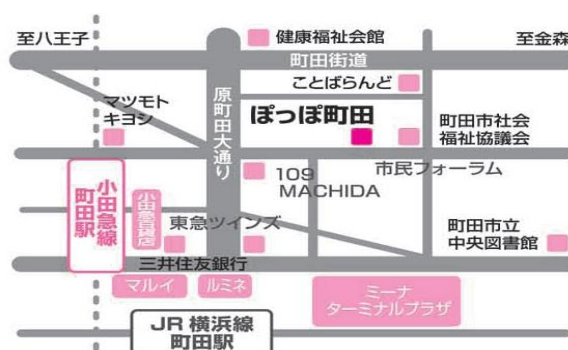 至八王子
健康福祉会館
至金森
町田街道
ことばらんど
マツモト
キヨシ
原町田大通り
ぽっぽ町田
町田市社会
福祉協議会
109
MACHIDA
市民フォーラム
小田急線
町田駅
小田急百貨店
東急ツインズ
町田市立
中央図書館
三井住友銀行
マルイ
ルミネ
ミーナ
ターミナルプラザ
JR 横浜線
町田駅